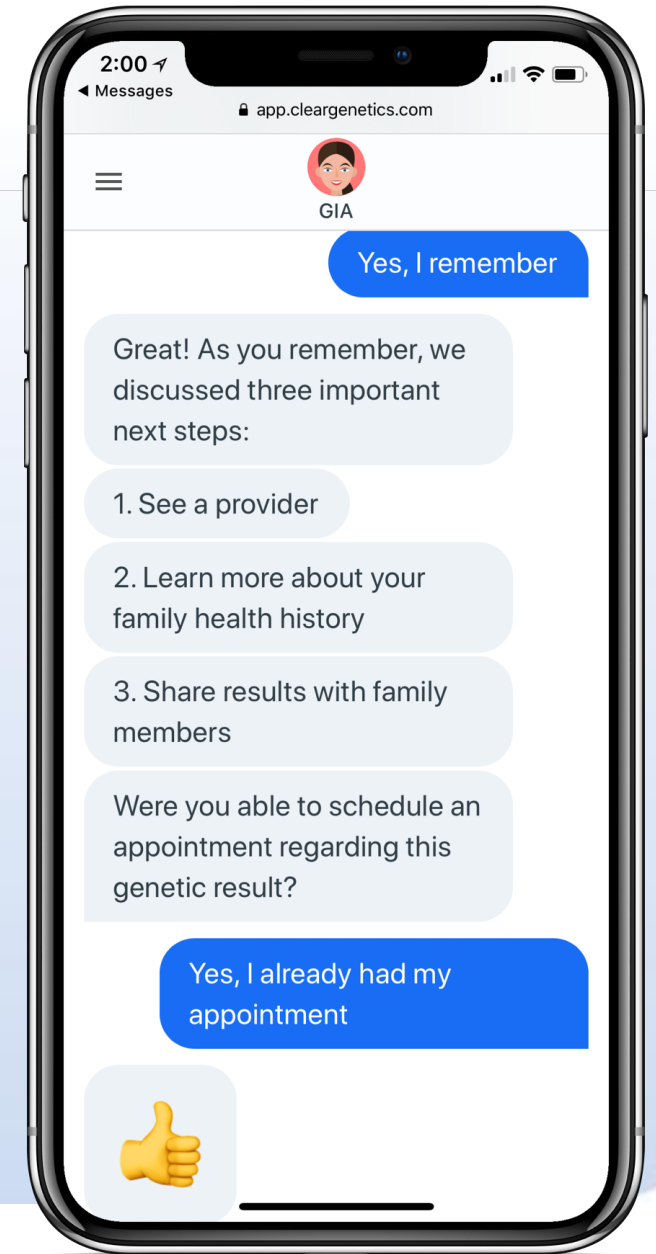 2:00
Messages
app.cleargenetics.com
GIA
Yes, I remember
Great! As you remember, we
discussed three important
next steps:
1. See a provider
2. Learn more about your
family health history
3. Share results with family
members
Were you able to schedule an
appointment regarding this
genetic result?
Yes, I already had my
appointment